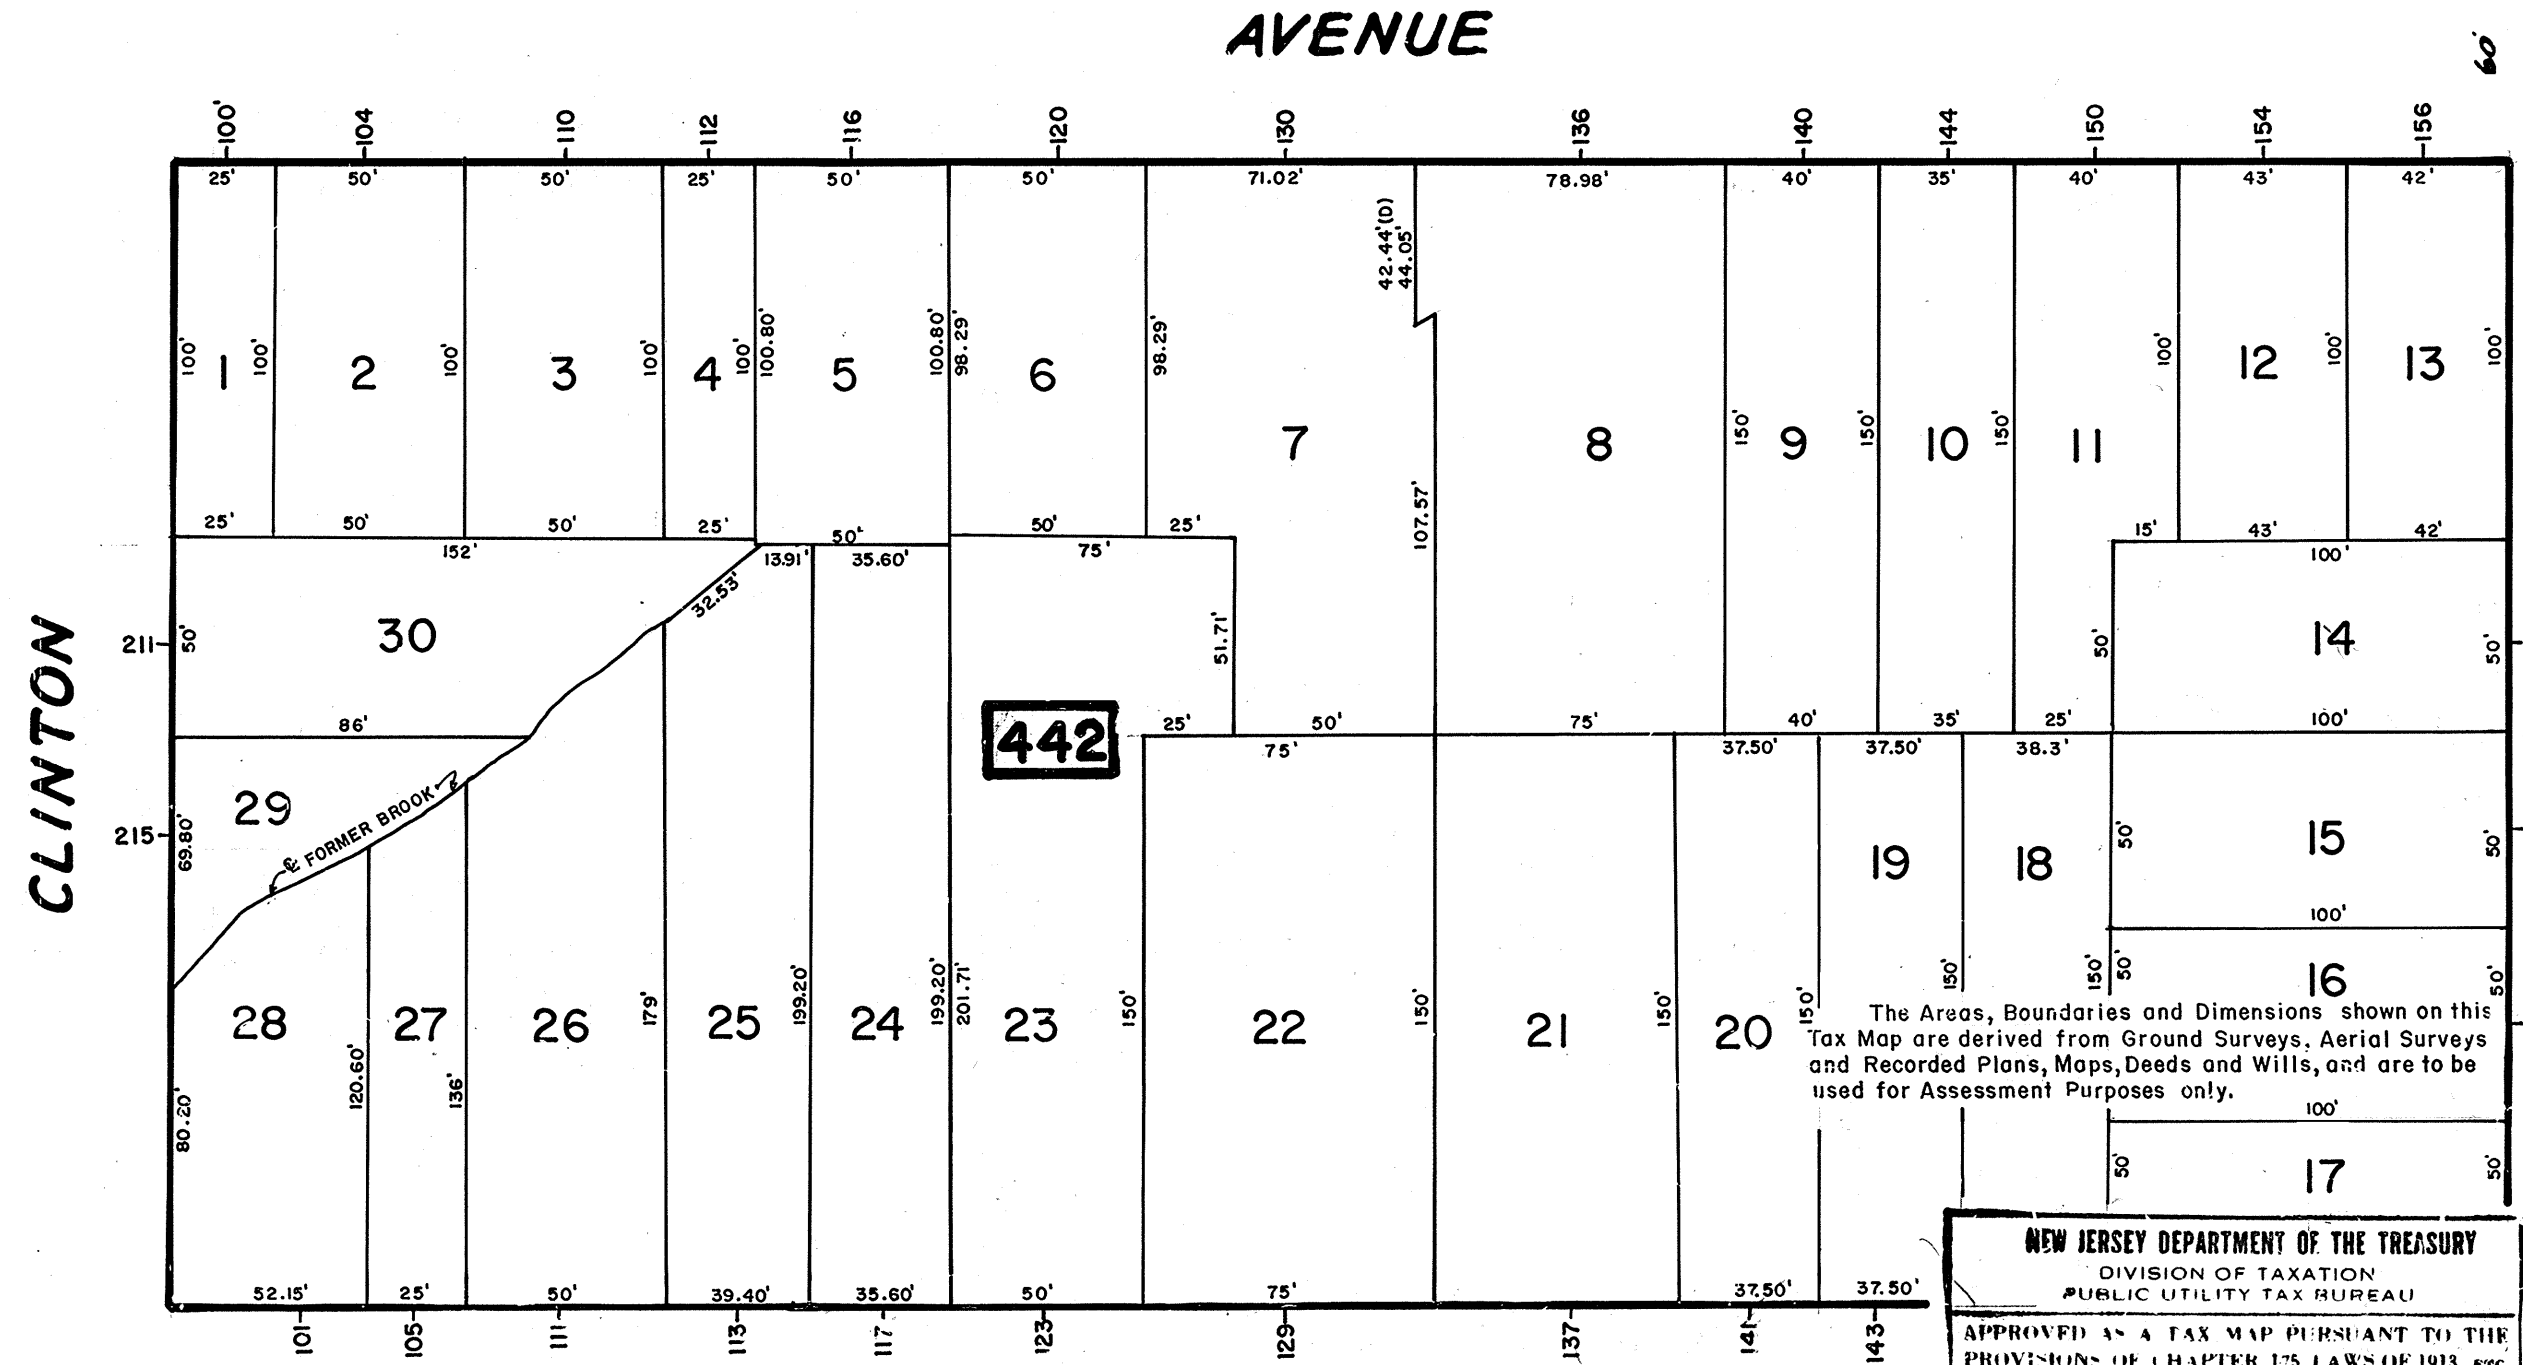 AVENUE
60'
100' 104 110 112 116 120 130 136 140 144 150 154 156
25' 50' 50' 25' 50' 50' 71.02' 78.98' 40' 35' 40' 43' 42'
42.44'(D)
44.05'
100' 1 100' 2 100' 3 100' 4 100' 100.80' 5 100.80' 98.29' 6 98.29'
100' 12 100' 13 100'
7 8 150' 9 150' 10 150' 11
107.57'
25' 50' 50' 25' 50' 50' 25' 15' 43' 42'
152' 13.91' 35.60' 75' 100'
32.53'
CLINTON
211 50' 30 51.71' 50' 14 50'
86' 25' 50' 75' 40' 35' 25' 100'
442
75' 37.50' 37.50' 38.3'
215 69.80' 29
℄ FORMER BROOK
19 18 50' 15 50'
100'
80.20' 28 120.60' 27 136' 26 179' 25 199.20' 24 199.20' 201.71' 23 150' 22 150' 21 150' 20 150' 150' 150' 50' 16 50'
The Areas, Boundaries and Dimensions shown on this
Tax Map are derived from Ground Surveys, Aerial Surveys
and Recorded Plans, Maps, Deeds and Wills, and are to be
used for Assessment Purposes only.
100'
50' 17 50'
52.15' 25' 50' 39.40' 35.60' 50' 75' 37.50' 37.50'
101 105 111 113 117 123 129 137 141 143
NEW JERSEY DEPARTMENT OF THE TREASURY
DIVISION OF TAXATION
PUBLIC UTILITY TAX BUREAU
APPROVED AS A TAX MAP PURSUANT TO THE
PROVISIONS OF CHAPTER 175, LAWS OF 1913